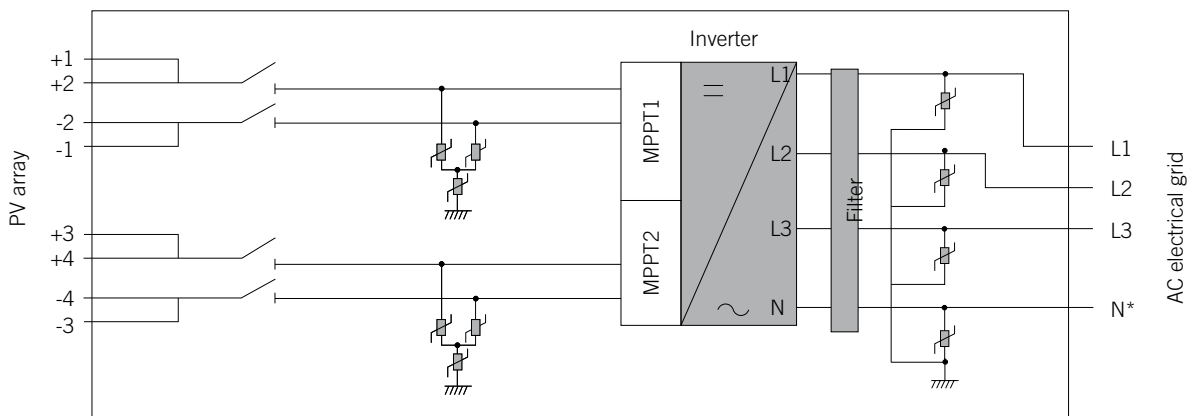 Inverter
PV array
+1
+2
-2
-1
+3
+4
-4
-3
MPPT1
MPPT2
L1
L2
L3
N
Filter
L1
L2
L3
N*
AC electrical grid